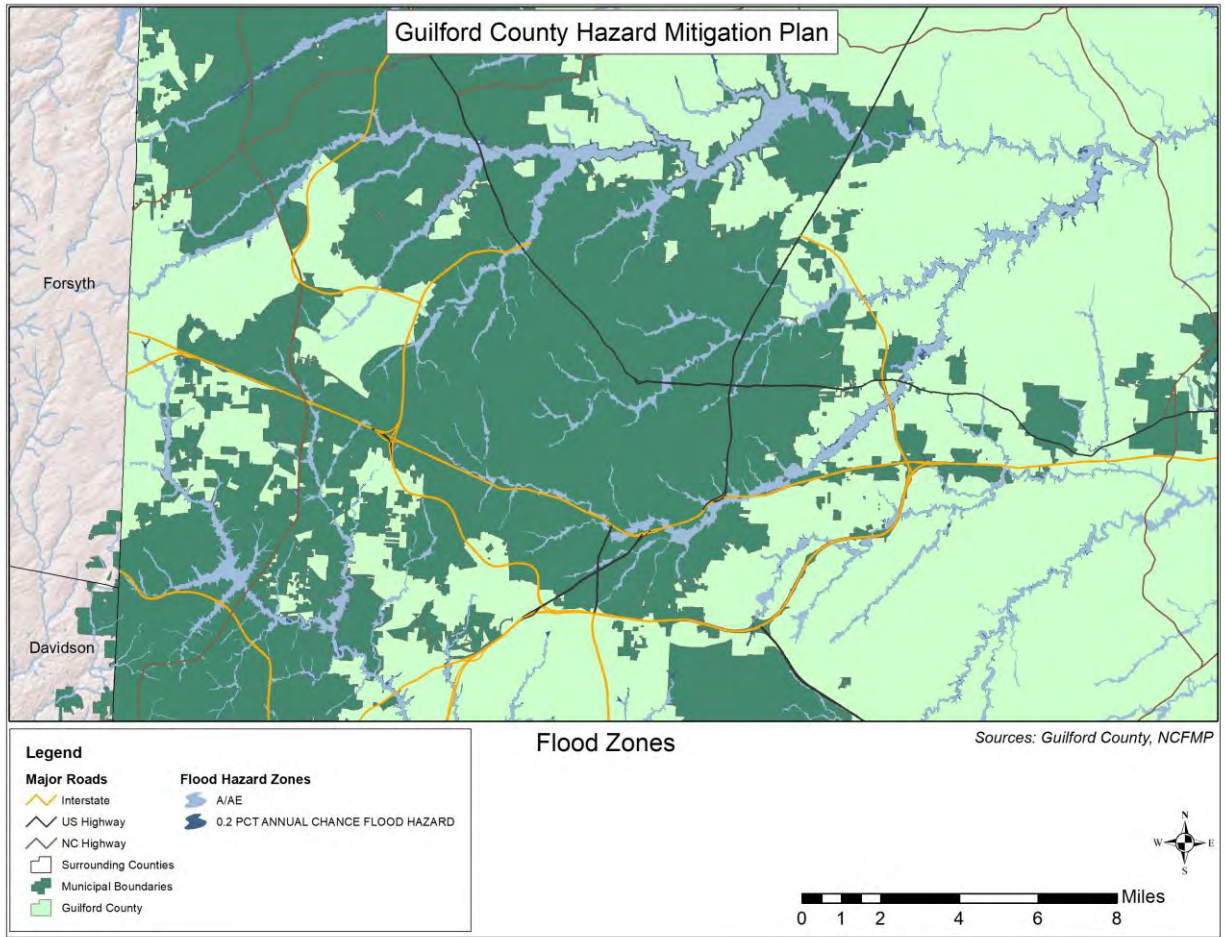 Guilford County Hazard Mitigation Plan
Forsyth
Davidson
Flood Zones
Sources: Guilford County, NCFMP
Legend
Major Roads
Interstate
US Highway
NC Highway
Surrounding Counties
Municipal Boundaries
Guilford County
Flood Hazard Zones
A/AE
0.2 PCT ANNUAL CHANCE FLOOD HAZARD
N
W E
S
Miles
0 1 2 4 6 8